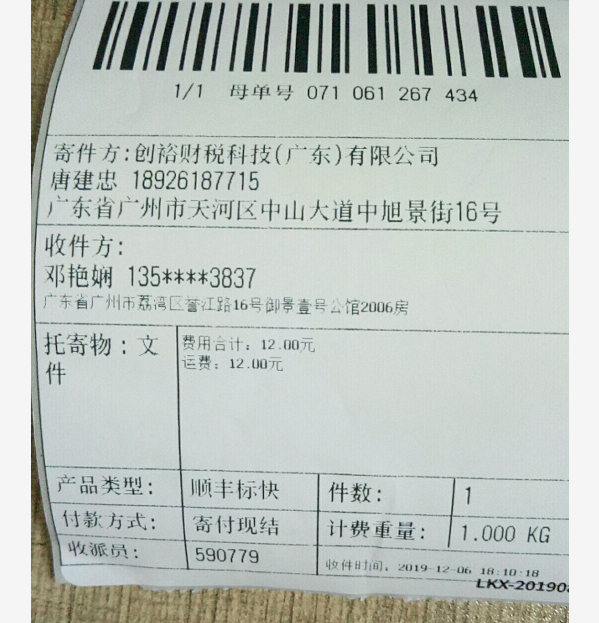 1/1 母单号 071 061 267 434
寄件方:创裕财税科技(广东)有限公司
唐建忠 18926187715
广东省广州市天河区中山大道中旭景街16号
收件方:
邓艳娴 135****3837
广东省广州市荔湾区誉江路16号御景壹号公馆2006房
托寄物:文件
费用合计: 12.00元
运费: 12.00元
产品类型: 顺丰标快 件数: 1
付款方式: 寄付现结 计费重量: 1.000 KG
收派员: 590779 收件时间: 2019-12-06 18:10:18